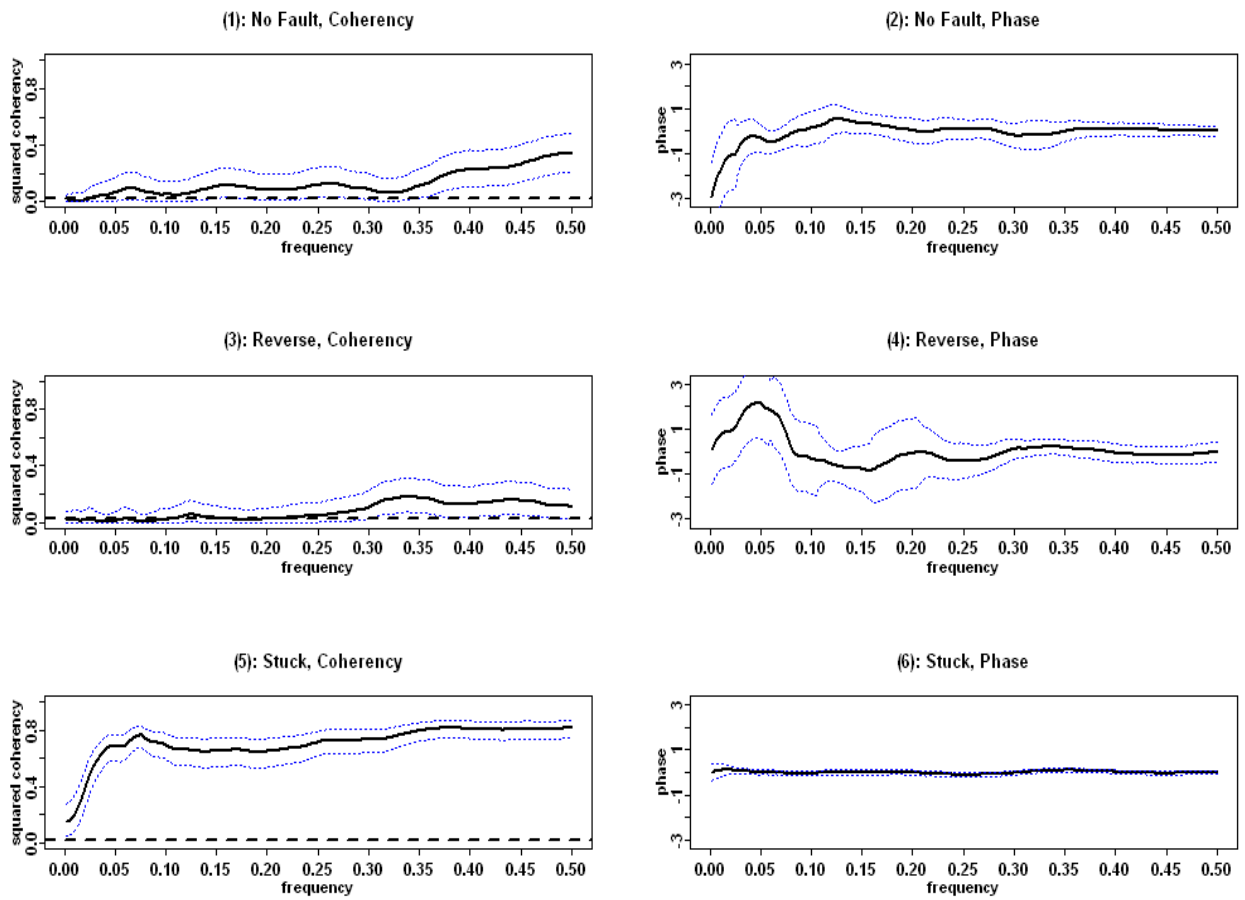 (1): No Fault, Coherency
squared coherency
0.0 0.4 0.8
0.00 0.05 0.10 0.15 0.20 0.25 0.30 0.35 0.40 0.45 0.50
frequency
(2): No Fault, Phase
phase
-3 -1 1 3
0.00 0.05 0.10 0.15 0.20 0.25 0.30 0.35 0.40 0.45 0.50
frequency
(3): Reverse, Coherency
squared coherency
0.0 0.4 0.8
0.00 0.05 0.10 0.15 0.20 0.25 0.30 0.35 0.40 0.45 0.50
frequency
(4): Reverse, Phase
phase
-3 -1 1 3
0.00 0.05 0.10 0.15 0.20 0.25 0.30 0.35 0.40 0.45 0.50
frequency
(5): Stuck, Coherency
squared coherency
0.0 0.4 0.8
0.00 0.05 0.10 0.15 0.20 0.25 0.30 0.35 0.40 0.45 0.50
frequency
(6): Stuck, Phase
phase
-3 -1 1 3
0.00 0.05 0.10 0.15 0.20 0.25 0.30 0.35 0.40 0.45 0.50
frequency